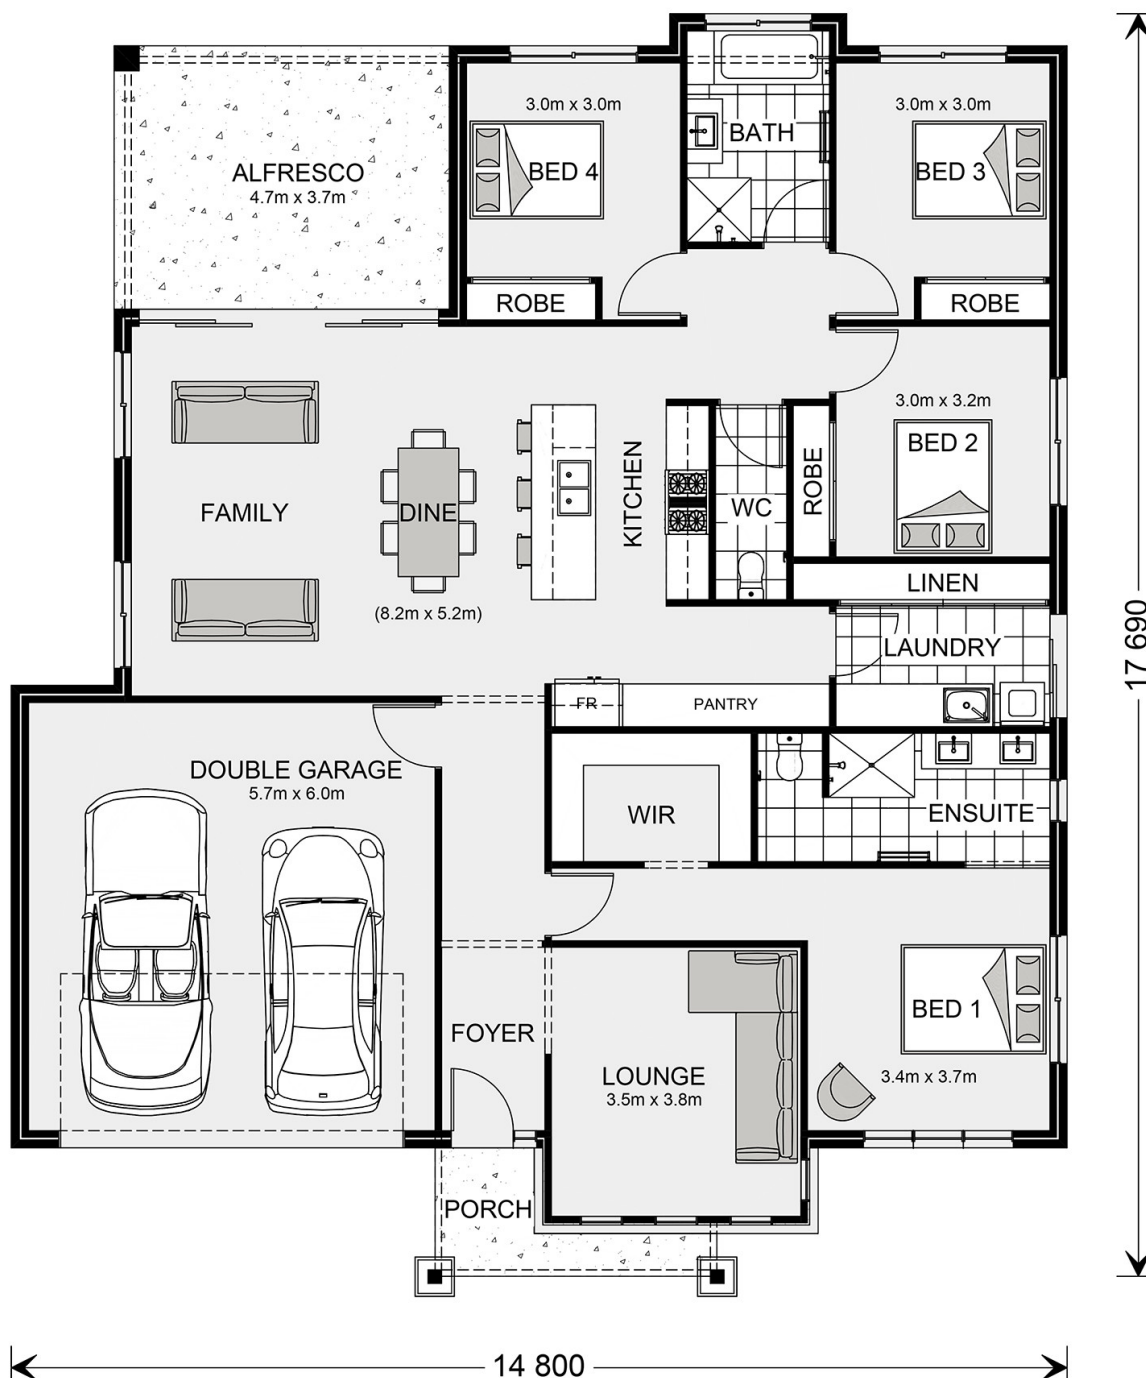 3.0m x 3.0m
BED 4
BATH
3.0m x 3.0m
BED 3
ALFRESCO
4.7m x 3.7m
ROBE
ROBE
3.0m x 3.2m
BED 2
ROBE
WC
KITCHEN
FAMILY
DINE
(8.2m x 5.2m)
LINEN
LAUNDRY
FR
PANTRY
17 690
DOUBLE GARAGE
5.7m x 6.0m
WIR
ENSUITE
FOYER
LOUNGE
3.5m x 3.8m
BED 1
3.4m x 3.7m
PORCH
14 800